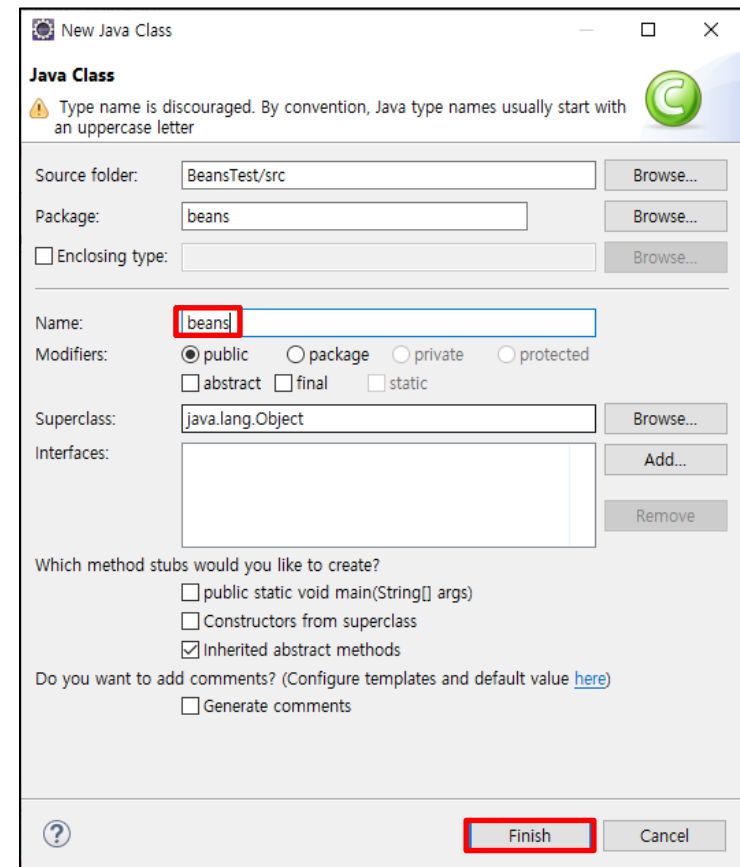 New Java Class
Java Class
Type name is discouraged. By convention, Java type names usually start with
an uppercase letter
Source folder: BeansTest/src Browse...
Package: beans Browse...
Enclosing type: Browse...
Name: beans
Modifiers: public package private protected
abstract final static
Superclass: java.lang.Object Browse...
Interfaces: Add...
Remove
Which method stubs would you like to create?
public static void main(String[] args)
Constructors from superclass
Inherited abstract methods
Do you want to add comments? (Configure templates and default value here)
Generate comments
? Finish Cancel